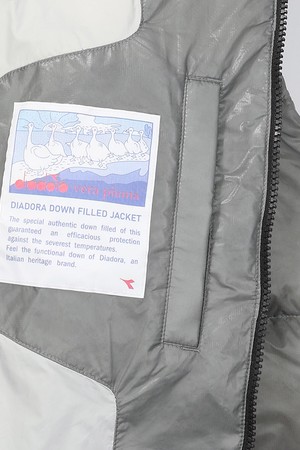 DIADORA DOWN FILLED JACKET
The special authentic down filled of this
guaranteed an efficacious protection
against the severest temperatures.
Feel the functional down of Diadora, an
Italian heritage brand.